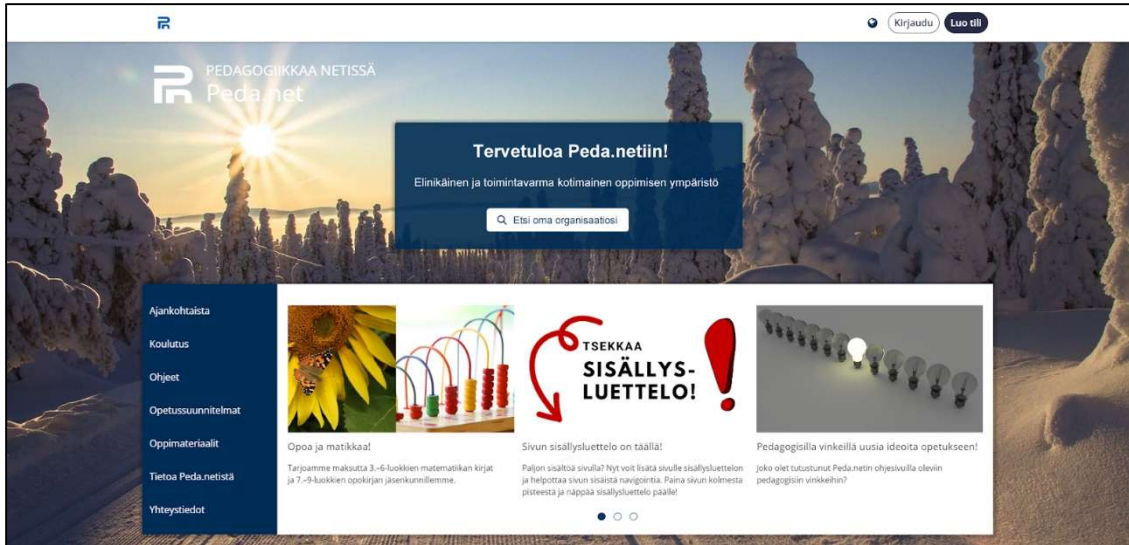 Kirjaudu
Luo tili
PEDAGOGIIKKAA NETISSÄ
Peda.net
Tervetuloa Peda.netiin!
Elinikäinen ja toimintavarma kotimainen oppimisen ympäristö
Etsi oma organisaatiosi
Ajankohtaista
Koulutus
Ohjeet
Opetussuunnitelmat
Oppimateriaalit
Tietoa Peda.netistä
Yhteystiedot
Opoa ja matikkaa!
Tarjoamme maksutta 3.–6-luokkien matematiikan kirjat
ja 7.–9-luokkien opokirjan jäsenkunnillemme.
TSEKKAA
SISÄLLYS-
LUETTELO!
Sivun sisällysluettelo on täällä!
Paljon sisältöä sivulla? Nyt voit lisätä sivulle sisällysluettelon
ja helpottaa sivun sisäistä navigointia. Paina sivun kolmesta
pisteestä ja näppää sisällysluettelo päälle!
Pedagogisilla vinkeillä uusia ideoita opetukseen!
Joko olet tutustunut Peda.netin ohjesivuilla oleviin
pedagogisiin vinkkeihin?